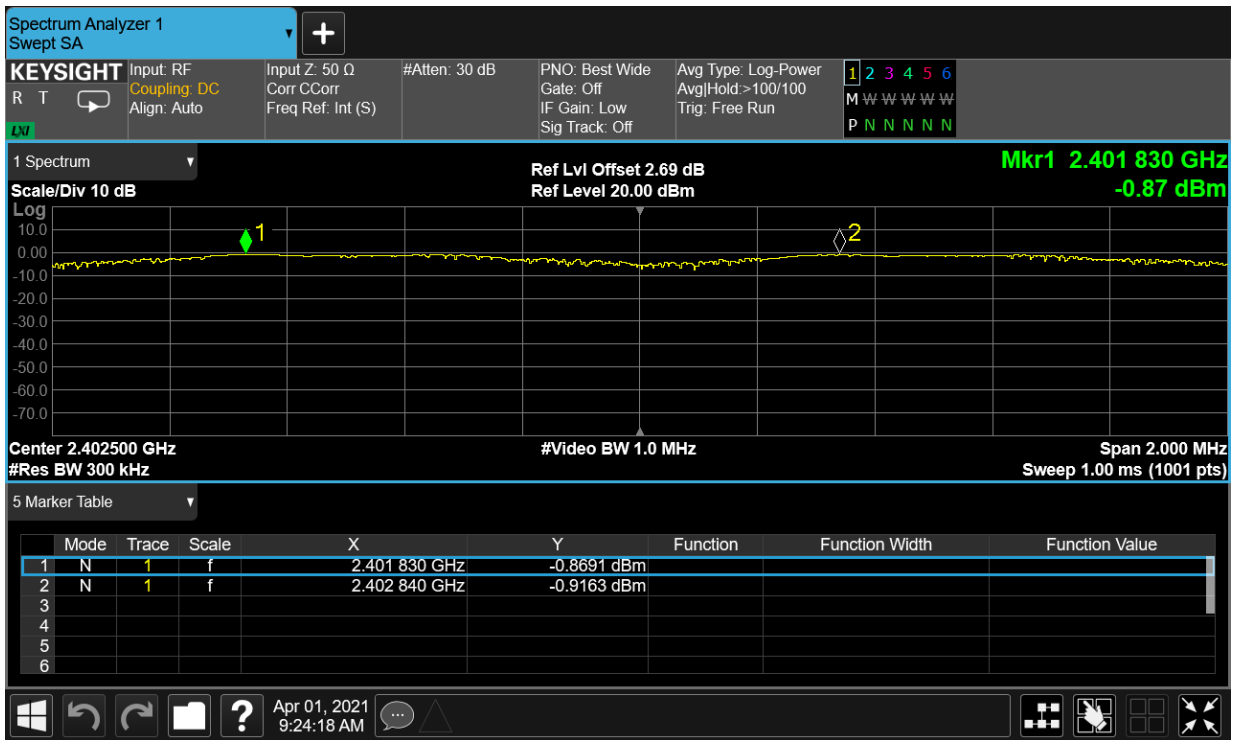 Spectrum Analyzer 1
Swept SA
KEYSIGHT
R T
LXI
Input: RF
Coupling: DC
Align: Auto
Input Z: 50 Ω
Corr CCorr
Freq Ref: Int (S)
#Atten: 30 dB
PNO: Best Wide
Gate: Off
IF Gain: Low
Sig Track: Off
Avg Type: Log-Power
Avg|Hold:>100/100
Trig: Free Run
1 2 3 4 5 6
M W W W W W
P N N N N N
1 Spectrum
Scale/Div 10 dB
Ref Lvl Offset 2.69 dB
Ref Level 20.00 dBm
Mkr1 2.401 830 GHz
-0.87 dBm
Log
10.0
0.00
-10.0
-20.0
-30.0
-40.0
-50.0
-60.0
-70.0
1
2
Center 2.402500 GHz
#Res BW 300 kHz
#Video BW 1.0 MHz
Span 2.000 MHz
Sweep 1.00 ms (1001 pts)
5 Marker Table
Mode Trace Scale X Y Function Function Width Function Value
1 N 1 f 2.401 830 GHz -0.8691 dBm
2 N 1 f 2.402 840 GHz -0.9163 dBm
3
4
5
6
?
Apr 01, 2021
9:24:18 AM